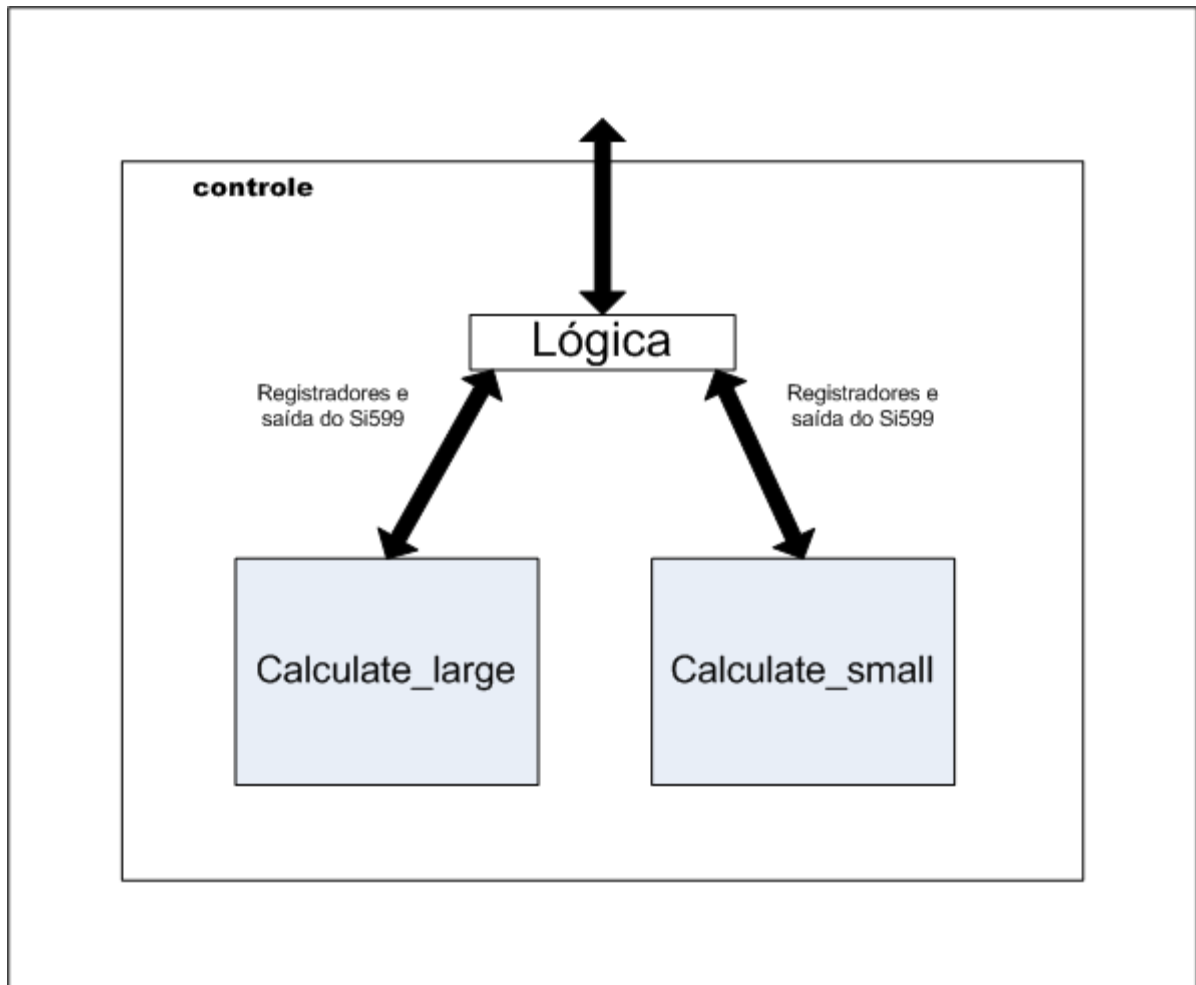 controle
Lógica
Registradores e
saída do Si599
Registradores e
saída do Si599
Calculate_large
Calculate_small